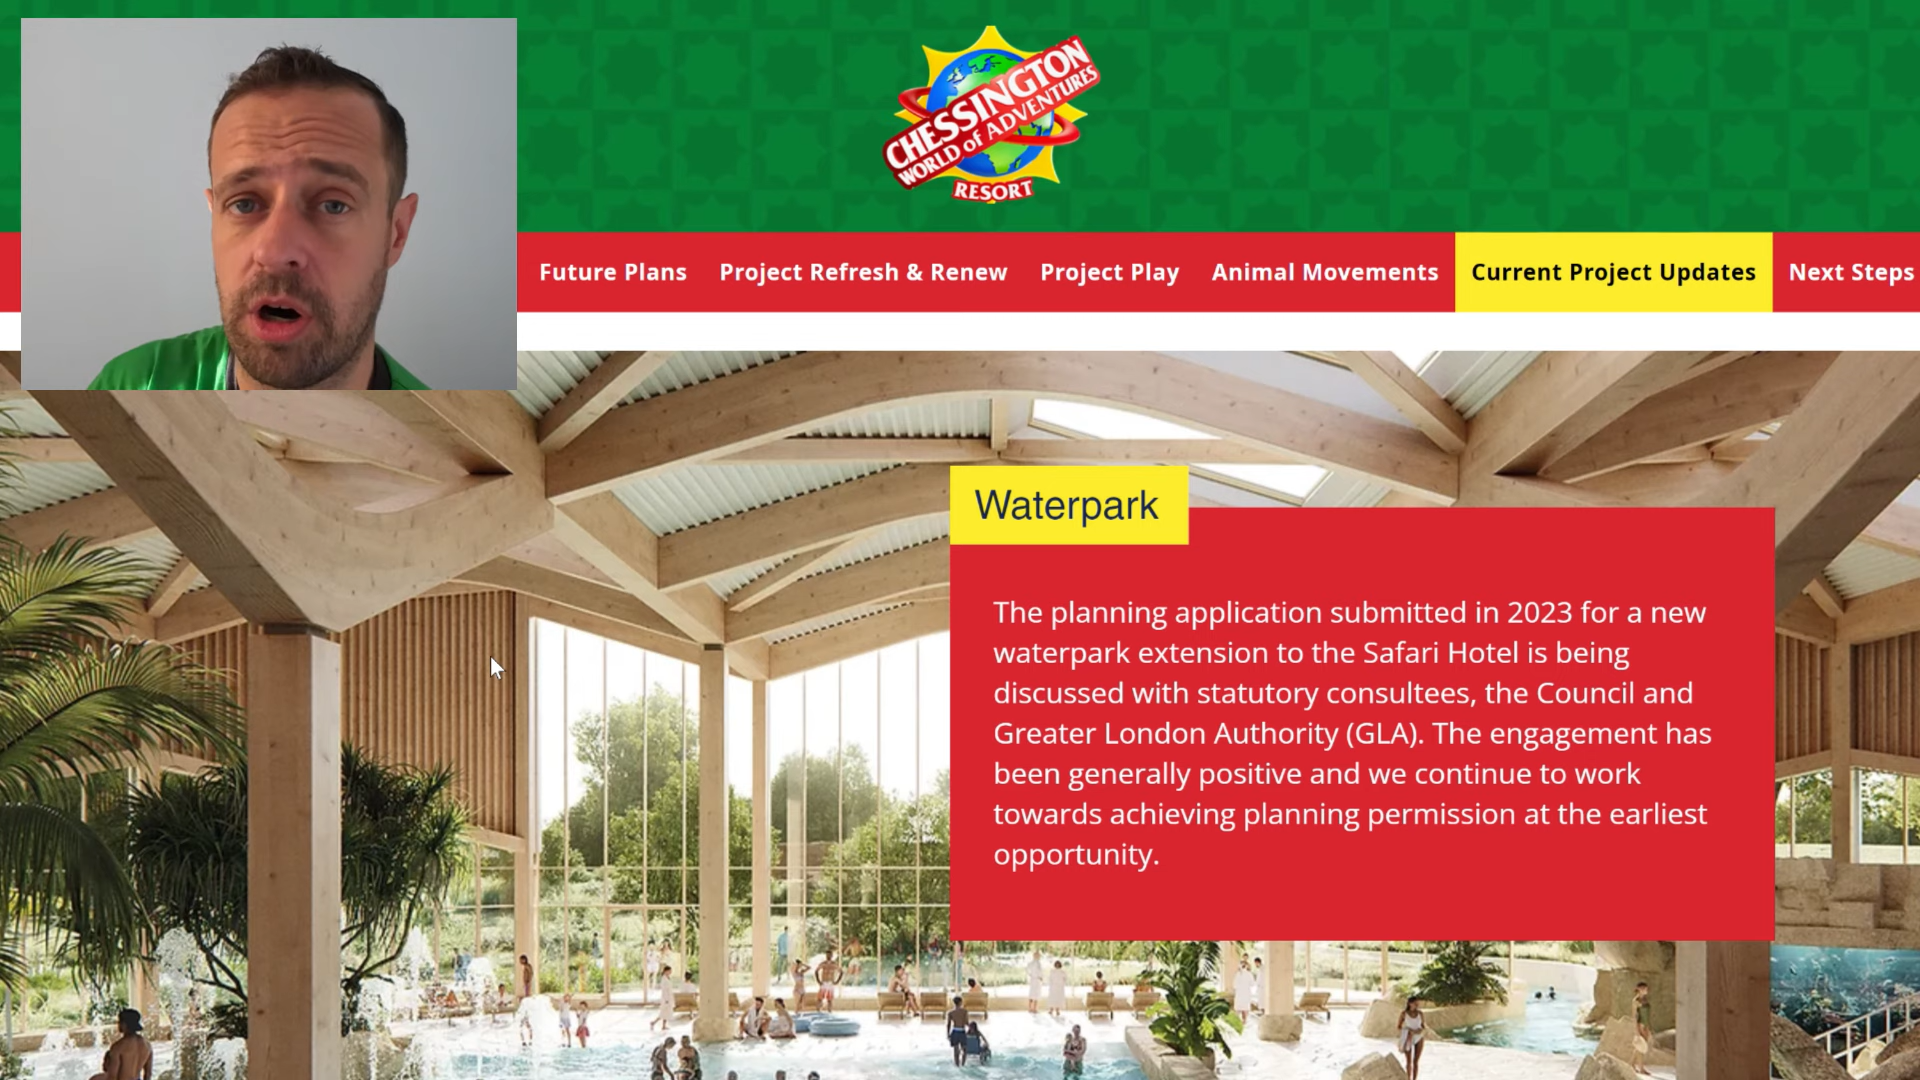 CHESSINGTON
WORLD of ADVENTURES
RESORT
Future Plans
Project Refresh & Renew
Project Play
Animal Movements
Current Project Updates
Next Steps
Waterpark
The planning application submitted in 2023 for a new
waterpark extension to the Safari Hotel is being
discussed with statutory consultees, the Council and
Greater London Authority (GLA). The engagement has
been generally positive and we continue to work
towards achieving planning permission at the earliest
opportunity.